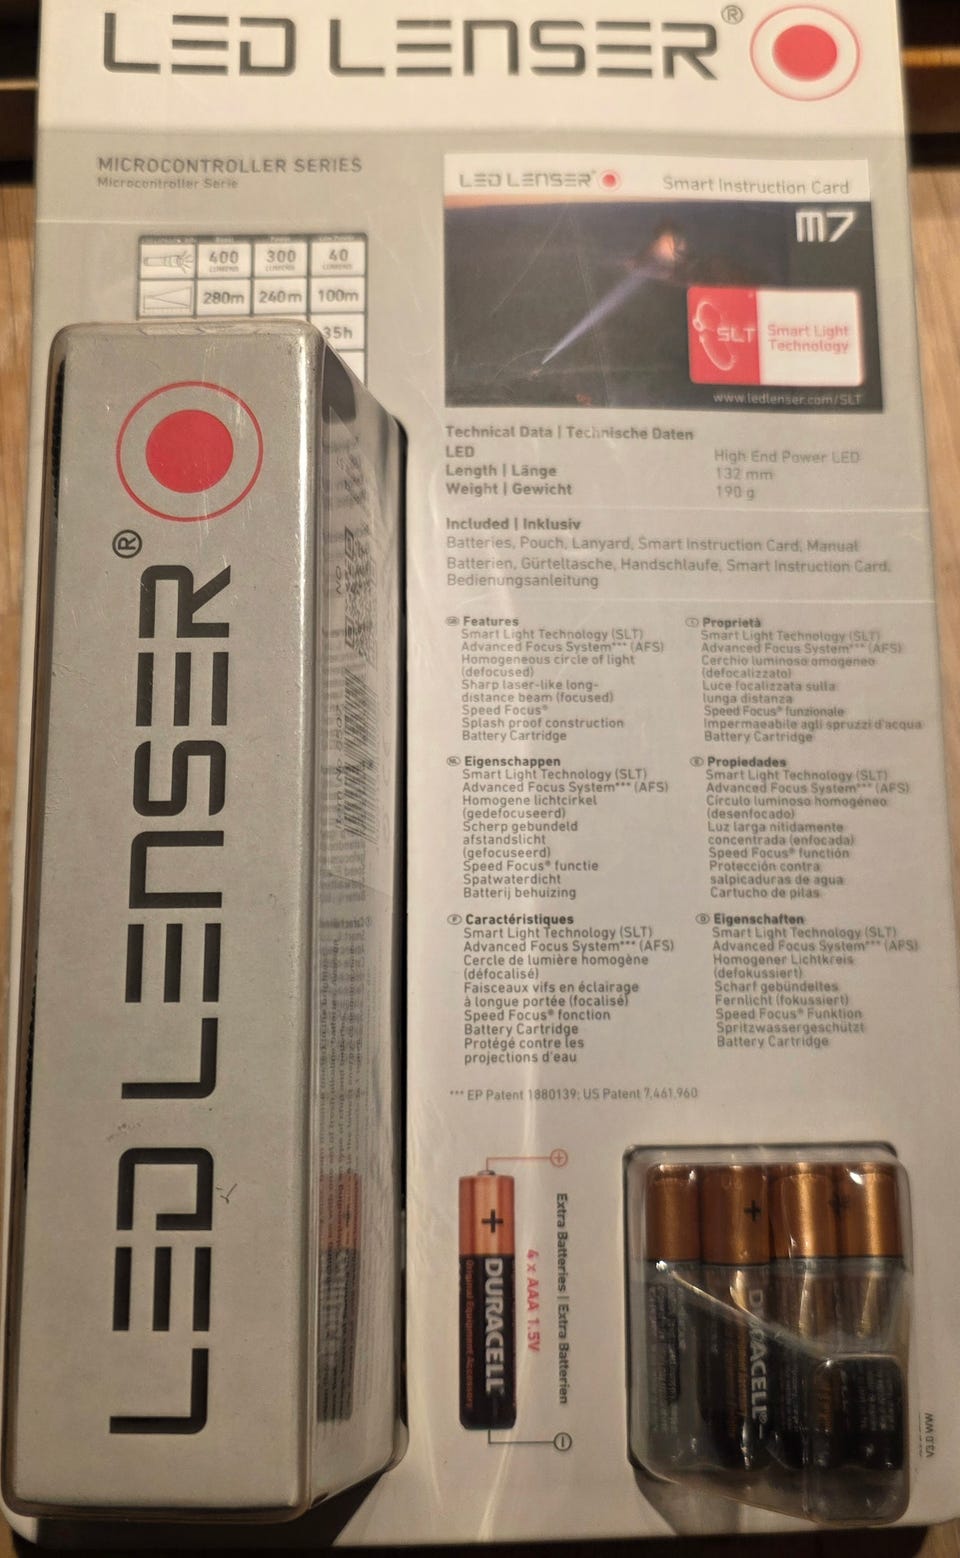 LED LENSER®
MICROCONTROLLER SERIES
Microcontroller Serie
400 300 40
LUMENS LUMENS LUMENS
280m 240m 100m
35h
LED LENSER®
Smart Instruction Card
M7
SLT Smart Light
Technology
www.ledlenser.com/SLT
Technical Data | Technische Daten
LED High End Power LED
Length | Länge 132 mm
Weight | Gewicht 190 g
Included | Inklusiv
Batteries, Pouch, Lanyard, Smart Instruction Card, Manual
Batterien, Gürteltasche, Handschlaufe, Smart Instruction Card,
Bedienungsanleitung
Features
Smart Light Technology (SLT)
Advanced Focus System*** (AFS)
Homogeneous circle of light
(defocused)
Sharp laser-like long-
distance beam (focused)
Speed Focus®
Splash proof construction
Battery Cartridge
Proprietà
Smart Light Technology (SLT)
Advanced Focus System*** (AFS)
Cerchio luminoso omogeneo
(defocalizzato)
Luce focalizzata sulla
lunga distanza
Speed Focus® funzionale
Impermeabile agli spruzzi d'acqua
Battery Cartridge
Eigenschappen
Smart Light Technology (SLT)
Advanced Focus System*** (AFS)
Homogene lichtcirkel
(gedefocuseerd)
Scherp gebundeld
afstandslicht
(gefocuseerd)
Speed Focus® functie
Spatwaterdicht
Batterij behuizing
Propiedades
Smart Light Technology (SLT)
Advanced Focus System*** (AFS)
Círculo luminoso homogéneo
(desenfocado)
Luz larga nítidamente
concentrada (enfocada)
Speed Focus® functión
Protección contra
salpicaduras de agua
Cartucho de pilas
Caractéristiques
Smart Light Technology (SLT)
Advanced Focus System*** (AFS)
Cercle de lumière homogène
(défocalisé)
Faisceaux vifs en éclairage
à longue portée (focalisé)
Speed Focus® fonction
Battery Cartridge
Protégé contre les
projections d'eau
Eigenschaften
Smart Light Technology (SLT)
Advanced Focus System*** (AFS)
Homogener Lichtkreis
(defokussiert)
Scharf gebündeltes
Fernlicht (fokussiert)
Speed Focus® Funktion
Spritzwassergeschützt
Battery Cartridge
*** EP Patent 1880139; US Patent 7,461,960
Extra Batteries | Extra Batterien
4 x AAA 1.5V
DURACELL
Original Equipment Accessory
DURACELL
LED LENSER®
V3.0 WW